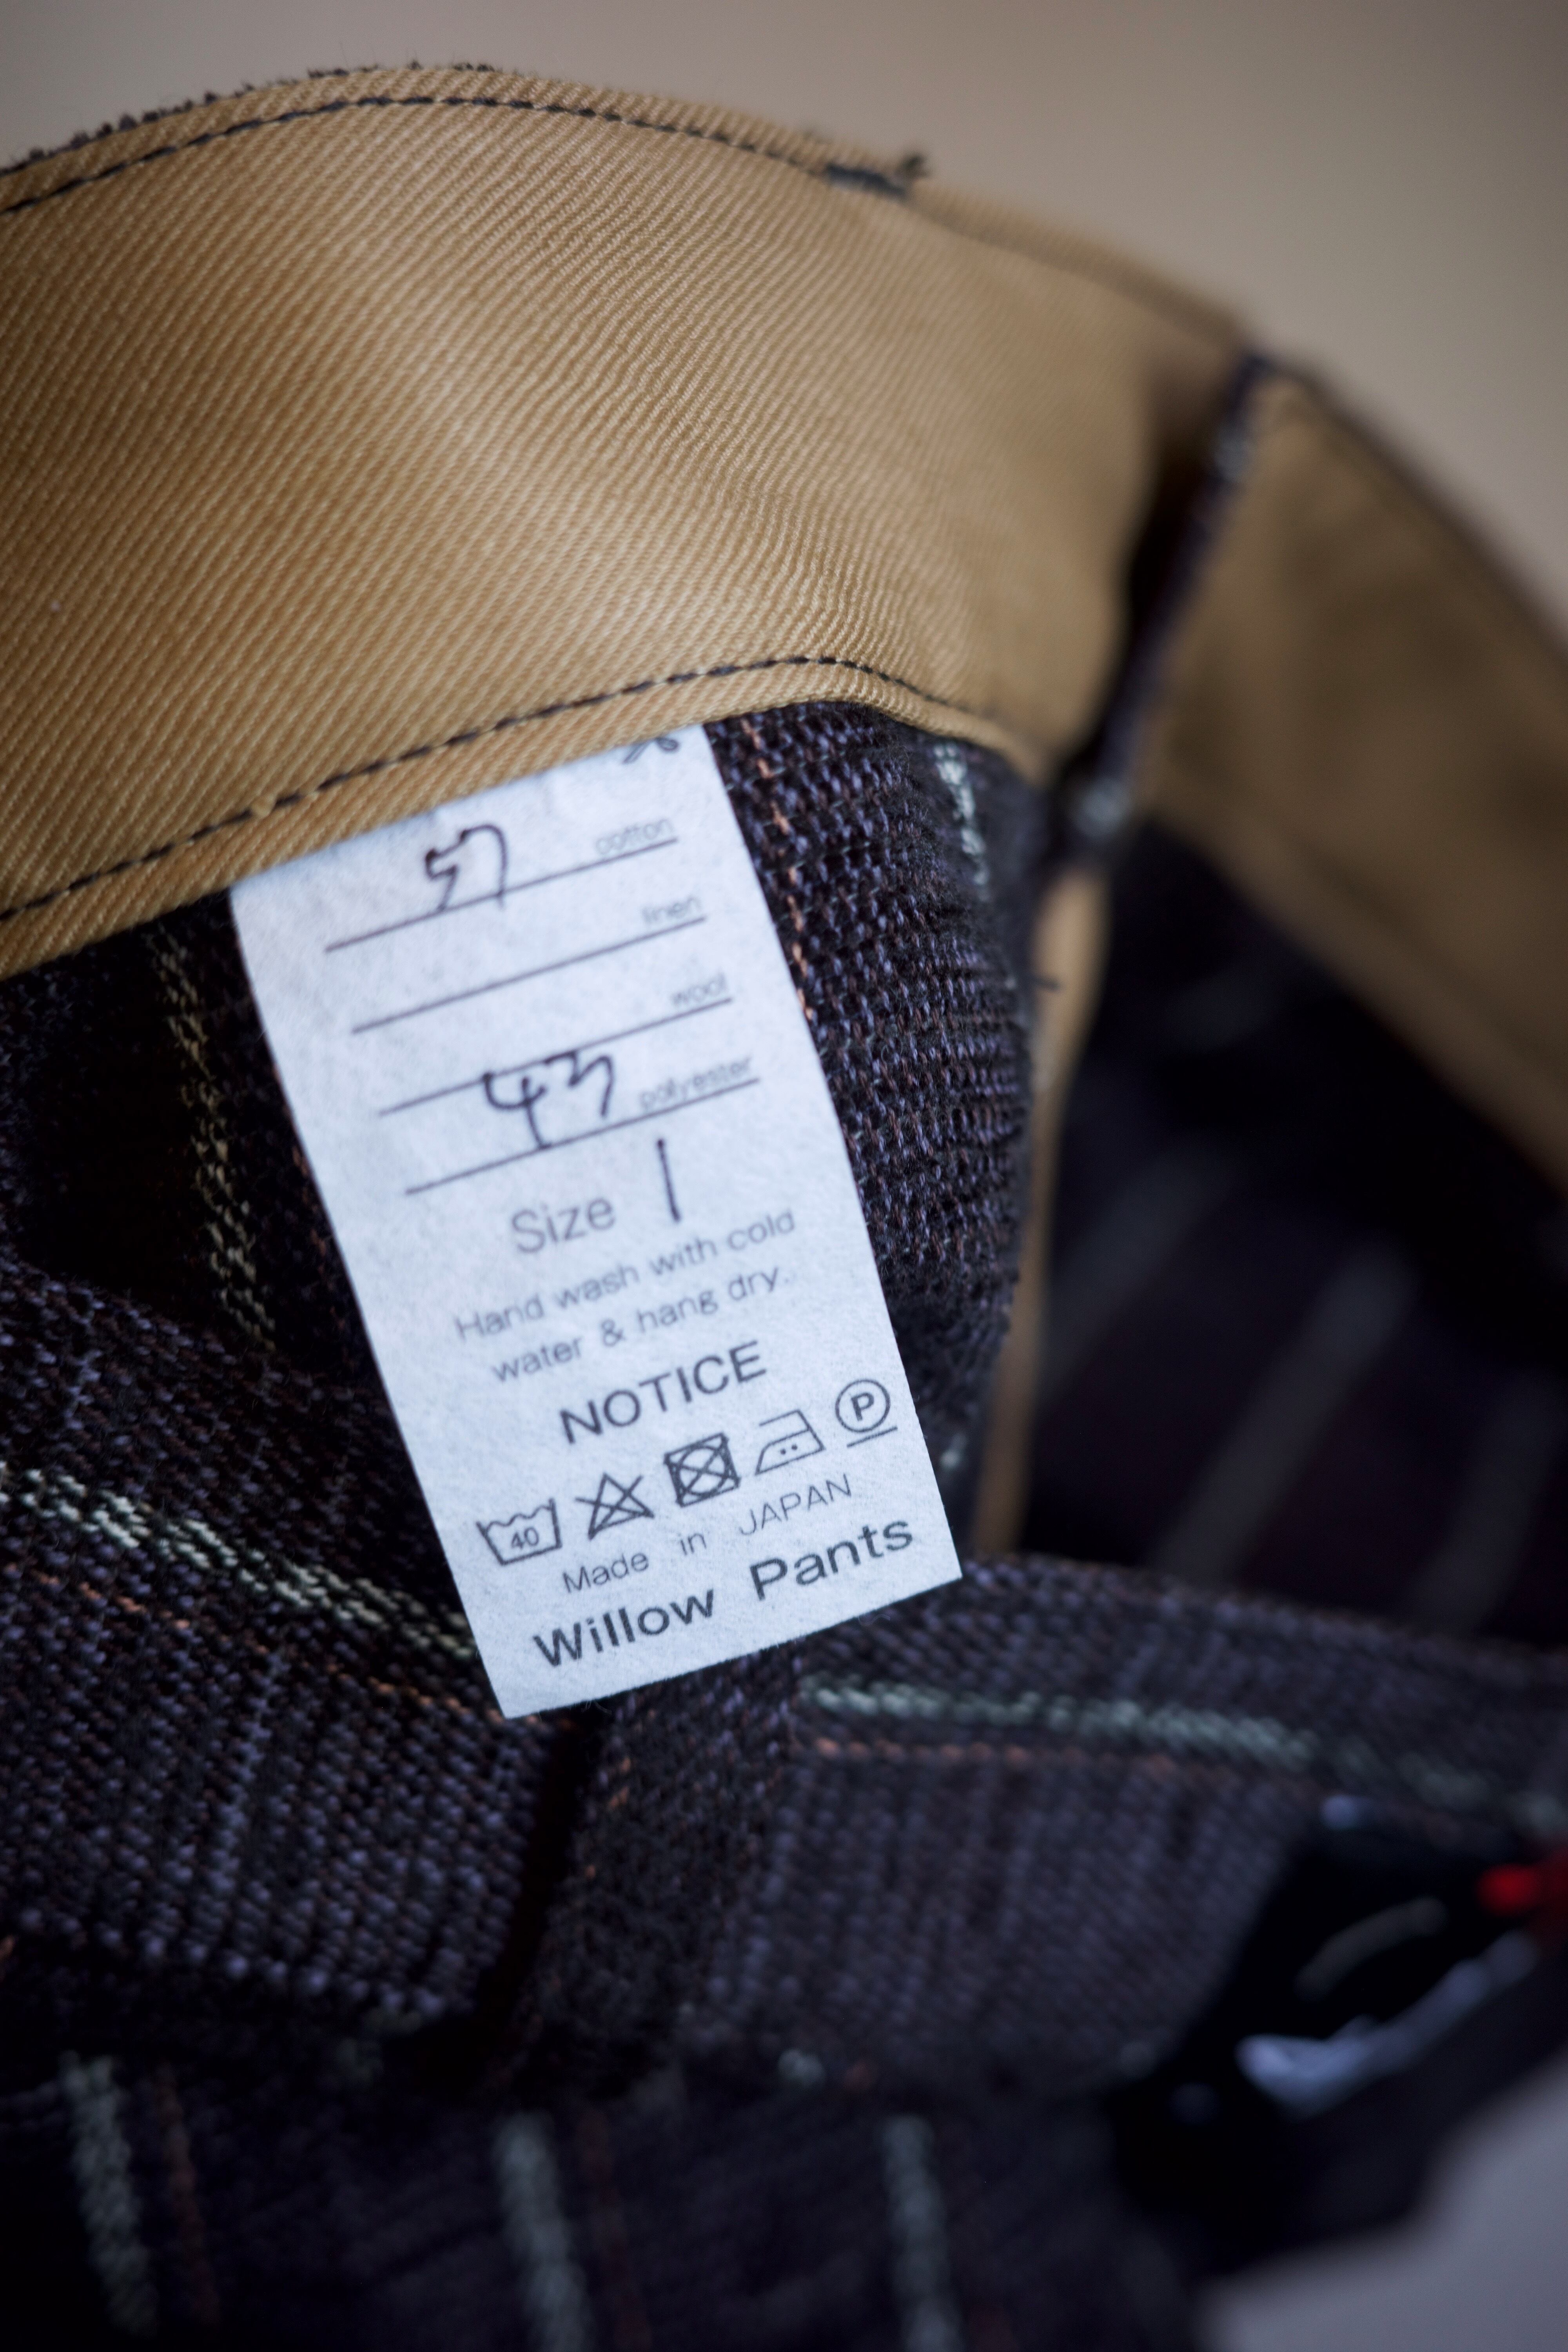 % 
57 cotton
linen
wool
43 polyester
Size 1
Hand wash with cold
water & hang dry.
NOTICE
40 P
Made in JAPAN
Willow Pants